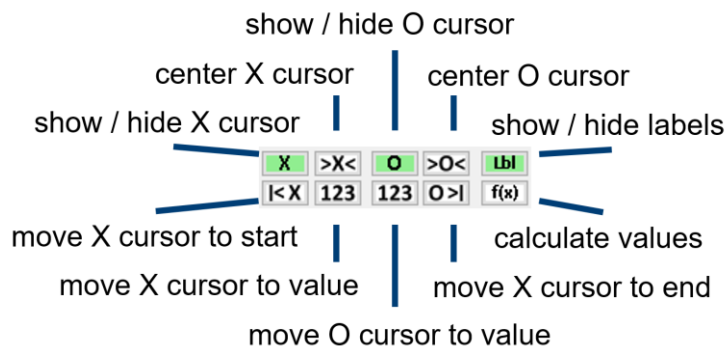 show / hide O cursor
center X cursor
center O cursor
show / hide X cursor
show / hide labels
X >X< O >O< Lbl
|< X 123 123 O >| f(x)
move X cursor to start
calculate values
move X cursor to value
move X cursor to end
move O cursor to value